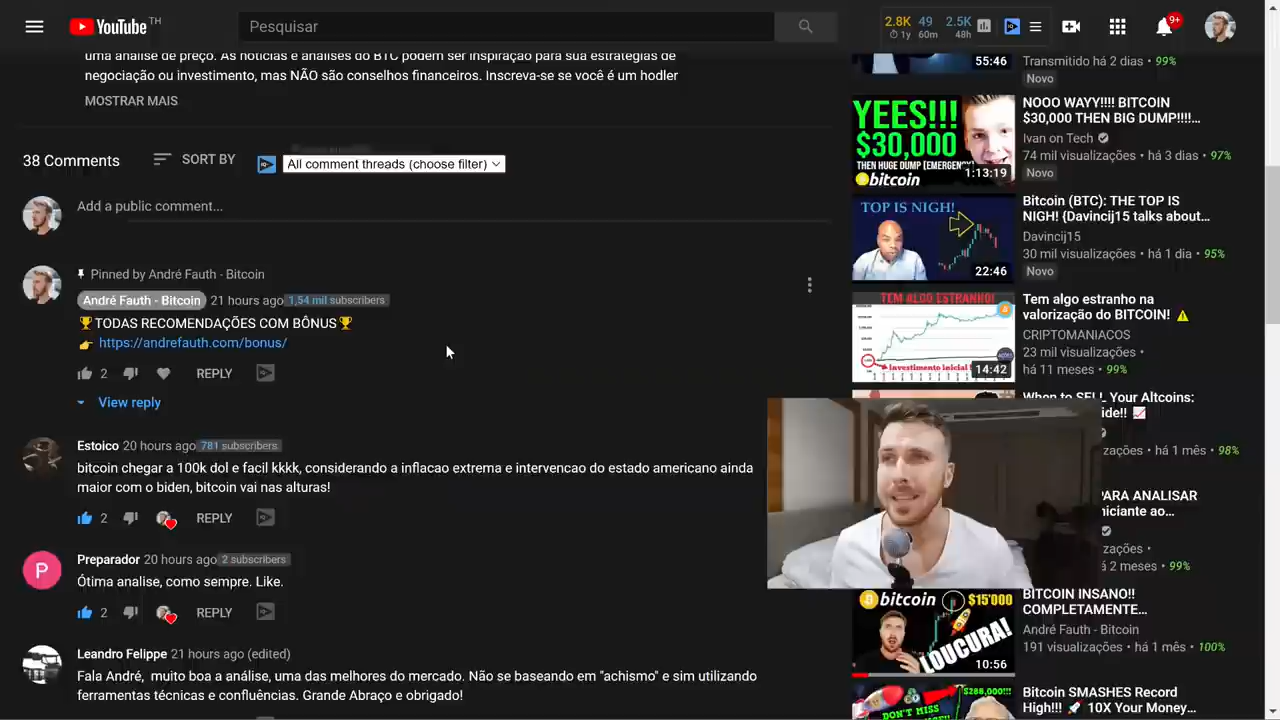 YouTube TH
Pesquisar
2.8K 49 2.5K
1y 60m 48h
9+
uma análise de preço. As notícias e análises do BTC podem ser inspiração para sua estratégias de
negociação ou investimento, mas NÃO são conselhos financeiros. Inscreva-se se você é um hodler
MOSTRAR MAIS
38 Comments
SORT BY
All comment threads (choose filter)
Add a public comment...
Pinned by André Fauth - Bitcoin
André Fauth - Bitcoin 21 hours ago 1,54 mil subscribers
🏆TODAS RECOMENDAÇÕES COM BÔNUS🏆
👉 https://andrefauth.com/bonus/
2 REPLY
View reply
Estoico 20 hours ago 781 subscribers
bitcoin chegar a 100k dol e facil kkkk, considerando a inflacao extrema e intervencao do estado americano ainda
maior com o biden, bitcoin vai nas alturas!
2 REPLY
Preparador 20 hours ago 2 subscribers
P
Ótima analise, como sempre. Like.
2 REPLY
Leandro Felippe 21 hours ago (edited)
Fala André, muito boa análise, uma das melhores do mercado. Não se baseando em "achismo" e sim utilizando
ferramentas técnicas e confluências. Grande Abraço e obrigado!
55:46
Transmitido há 2 dias • 99%
Novo
YEES!!!
$30,000
THEN HUGE DUMP [EMERGENCY
bitcoin
1:13:19
NOOO WAYY!!!! BITCOIN
$30,000 THEN BIG DUMP!!!!...
Ivan on Tech
74 mil visualizações • há 3 dias • 97%
Novo
TOP IS NIGH!
22:46
Bitcoin (BTC): THE TOP IS
NIGH! {Davincij15 talks about...
Davincij15
30 mil visualizações • há 1 dia • 95%
Novo
TEM ALGO ESTRANHO!
Investimento inicial
14:42
Tem algo estranho na
valorização do BITCOIN! ⚠️
CRIPTOMANIACOS
23 mil visualizações •
há 11 meses • 99%
When to SELL Your Altcoins:
ide!! 📈
zações • há 1 mês • 98%
PARA ANALISAR
niciante ao...
zações •
á 2 meses • 99%
bitcoin
$15'000
LOUCURA!
10:56
BITCOIN INSANO!!
COMPLETAMENTE...
André Fauth - Bitcoin
191 visualizações • há 1 mês • 100%
DON'T MISS
$288,000!!!
Bitcoin SMASHES Record
High!!! 🚀 10X Your Money...